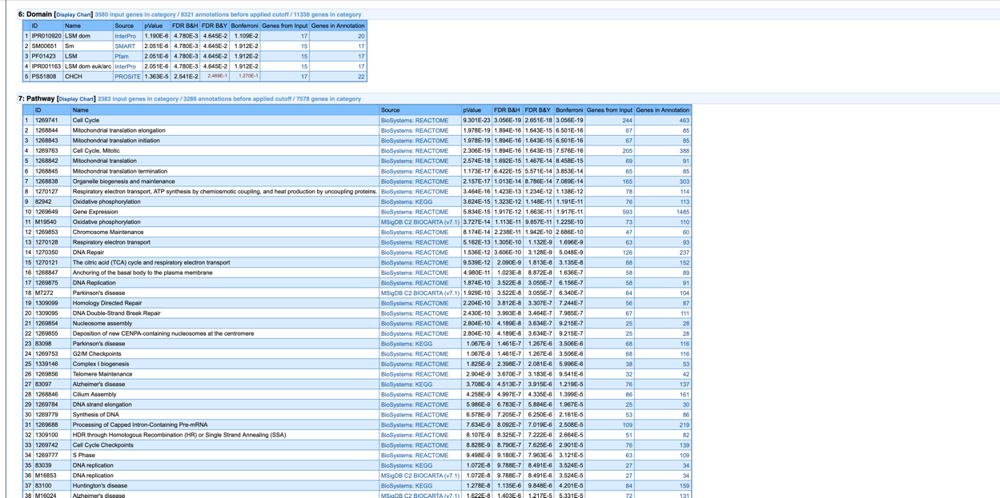 6: Domain [Display Chart] 3580 input genes in category / 9321 annotations before applied cutoff / 11338 genes in category
ID Name Source pValue FDR B&H FDR B&Y Bonferroni Genes from Input Genes in Annotation
1 IPR010920 LSM dom InterPro 1.190E-6 4.780E-3 4.645E-2 1.109E-2 17 20
2 SM00651 Sm SMART 2.051E-6 4.780E-3 4.645E-2 1.912E-2 15 17
3 PF01423 LSM Pfam 2.051E-6 4.780E-3 4.645E-2 1.912E-2 15 17
4 IPR001163 LSM dom euk/arc InterPro 2.051E-6 4.780E-3 4.645E-2 1.912E-2 15 17
5 PS51808 CHCH PROSITE 1.363E-5 2.541E-2 2.469E-1 1.270E-1 17 22
7: Pathway [Display Chart] 2382 input genes in category / 3286 annotations before applied cutoff / 7578 genes in category
ID Name Source pValue FDR B&H FDR B&Y Bonferroni Genes from Input Genes in Annotation
1 1269741 Cell Cycle BioSystems: REACTOME 9.301E-23 3.056E-19 2.651E-18 3.056E-19 244 463
2 1268844 Mitochondrial translation elongation BioSystems: REACTOME 1.978E-19 1.894E-16 1.643E-15 6.501E-16 67 85
3 1268843 Mitochondrial translation initiation BioSystems: REACTOME 1.978E-19 1.894E-16 1.643E-15 6.501E-16 67 85
4 1269763 Cell Cycle, Mitotic BioSystems: REACTOME 2.306E-19 1.894E-16 1.643E-15 7.576E-16 205 388
5 1268842 Mitochondrial translation BioSystems: REACTOME 2.574E-18 1.692E-15 1.467E-14 8.458E-15 69 91
6 1268845 Mitochondrial translation termination BioSystems: REACTOME 1.173E-17 6.422E-15 5.571E-14 3.853E-14 65 85
7 1268838 Organelle biogenesis and maintenance BioSystems: REACTOME 2.157E-17 1.013E-14 8.786E-14 7.089E-14 165 303
8 1270127 Respiratory electron transport, ATP synthesis by chemiosmotic coupling, and heat production by uncoupling proteins. BioSystems: REACTOME 3.464E-16 1.423E-13 1.234E-12 1.138E-12 78 114
9 82942 Oxidative phosphorylation BioSystems: KEGG 3.624E-15 1.323E-12 1.148E-11 1.191E-11 76 113
10 1269649 Gene Expression BioSystems: REACTOME 5.834E-15 1.917E-12 1.663E-11 1.917E-11 593 1485
11 M19540 Oxidative phosphorylation MSigDB C2 BIOCARTA (v7.1) 3.727E-14 1.113E-11 9.657E-11 1.225E-10 73 110
12 1269853 Chromosome Maintenance BioSystems: REACTOME 8.174E-14 2.238E-11 1.942E-10 2.686E-10 47 60
13 1270128 Respiratory electron transport BioSystems: REACTOME 5.162E-13 1.305E-10 1.132E-9 1.696E-9 63 93
14 1270350 DNA Repair BioSystems: REACTOME 1.536E-12 3.606E-10 3.128E-9 5.048E-9 126 237
15 1270121 The citric acid (TCA) cycle and respiratory electron transport BioSystems: REACTOME 9.539E-12 2.090E-9 1.813E-8 3.135E-8 88 152
16 1268847 Anchoring of the basal body to the plasma membrane BioSystems: REACTOME 4.980E-11 1.023E-8 8.872E-8 1.636E-7 58 89
17 1269875 DNA Replication BioSystems: REACTOME 1.874E-10 3.522E-8 3.055E-7 6.156E-7 58 91
18 M7272 Parkinson's disease MSigDB C2 BIOCARTA (v7.1) 1.929E-10 3.522E-8 3.055E-7 6.340E-7 64 104
19 1309099 Homology Directed Repair BioSystems: REACTOME 2.204E-10 3.812E-8 3.307E-7 7.244E-7 56 87
20 1309095 DNA Double-Strand Break Repair BioSystems: REACTOME 2.430E-10 3.993E-8 3.464E-7 7.985E-7 67 111
21 1269854 Nucleosome assembly BioSystems: REACTOME 2.804E-10 4.189E-8 3.634E-7 9.215E-7 25 28
22 1269855 Deposition of new CENPA-containing nucleosomes at the centromere BioSystems: REACTOME 2.804E-10 4.189E-8 3.634E-7 9.215E-7 25 28
23 83098 Parkinson's disease BioSystems: KEGG 1.067E-9 1.461E-7 1.267E-6 3.506E-6 68 116
24 1269753 G2/M Checkpoints BioSystems: REACTOME 1.067E-9 1.461E-7 1.267E-6 3.506E-6 68 116
25 1339146 Complex I biogenesis BioSystems: REACTOME 1.825E-9 2.398E-7 2.081E-6 5.996E-6 38 53
26 1269856 Telomere Maintenance BioSystems: REACTOME 2.904E-9 3.670E-7 3.183E-6 9.541E-6 32 42
27 83097 Alzheimer's disease BioSystems: KEGG 3.708E-9 4.513E-7 3.915E-6 1.219E-5 76 137
28 1268846 Cilium Assembly BioSystems: REACTOME 4.258E-9 4.997E-7 4.335E-6 1.399E-5 86 161
29 1269784 DNA strand elongation BioSystems: REACTOME 5.986E-9 6.783E-7 5.884E-6 1.967E-5 25 30
30 1269779 Synthesis of DNA BioSystems: REACTOME 6.578E-9 7.205E-7 6.250E-6 2.161E-5 53 86
31 1269688 Processing of Capped Intron-Containing Pre-mRNA BioSystems: REACTOME 7.634E-9 8.092E-7 7.019E-6 2.508E-5 109 219
32 1309100 HDR through Homologous Recombination (HR) or Single Strand Annealing (SSA) BioSystems: REACTOME 8.107E-9 8.325E-7 7.222E-6 2.664E-5 51 82
33 1269742 Cell Cycle Checkpoints BioSystems: REACTOME 8.828E-9 8.790E-7 7.625E-6 2.901E-5 76 139
34 1269777 S Phase BioSystems: REACTOME 9.498E-9 9.180E-7 7.963E-6 3.121E-5 63 109
35 83039 DNA replication BioSystems: KEGG 1.072E-8 9.788E-7 8.491E-6 3.524E-5 27 34
36 M16853 DNA replication MSigDB C2 BIOCARTA (v7.1) 1.072E-8 9.788E-7 8.491E-6 3.524E-5 27 34
37 83100 Huntington's disease BioSystems: KEGG 1.278E-8 1.135E-6 9.848E-6 4.201E-5 84 159
38 M16024 Alzheimer's disease MSigDB C2 BIOCARTA (v7.1) 1.622E-8 1.403E-6 1.217E-5 5.331E-5 72 131